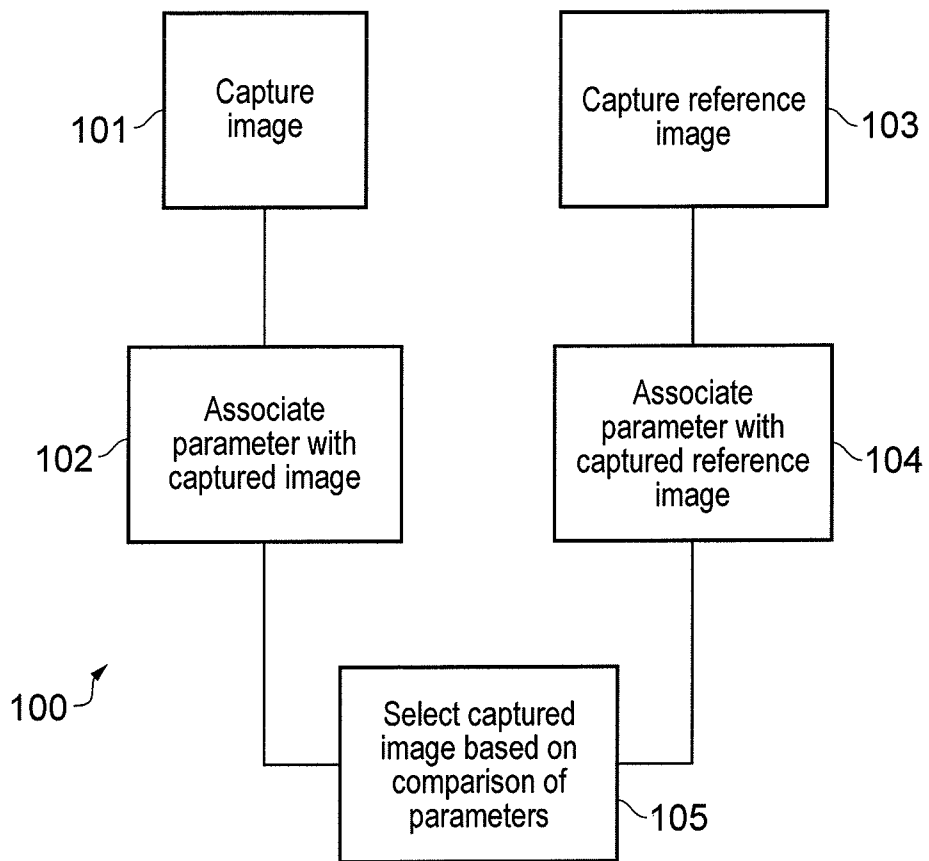 Capture
image
101
Capture reference
image
103
Associate
parameter with
captured image
102
Associate
parameter with
captured reference
image
104
100
Select captured
image based on
comparison of
parameters
105